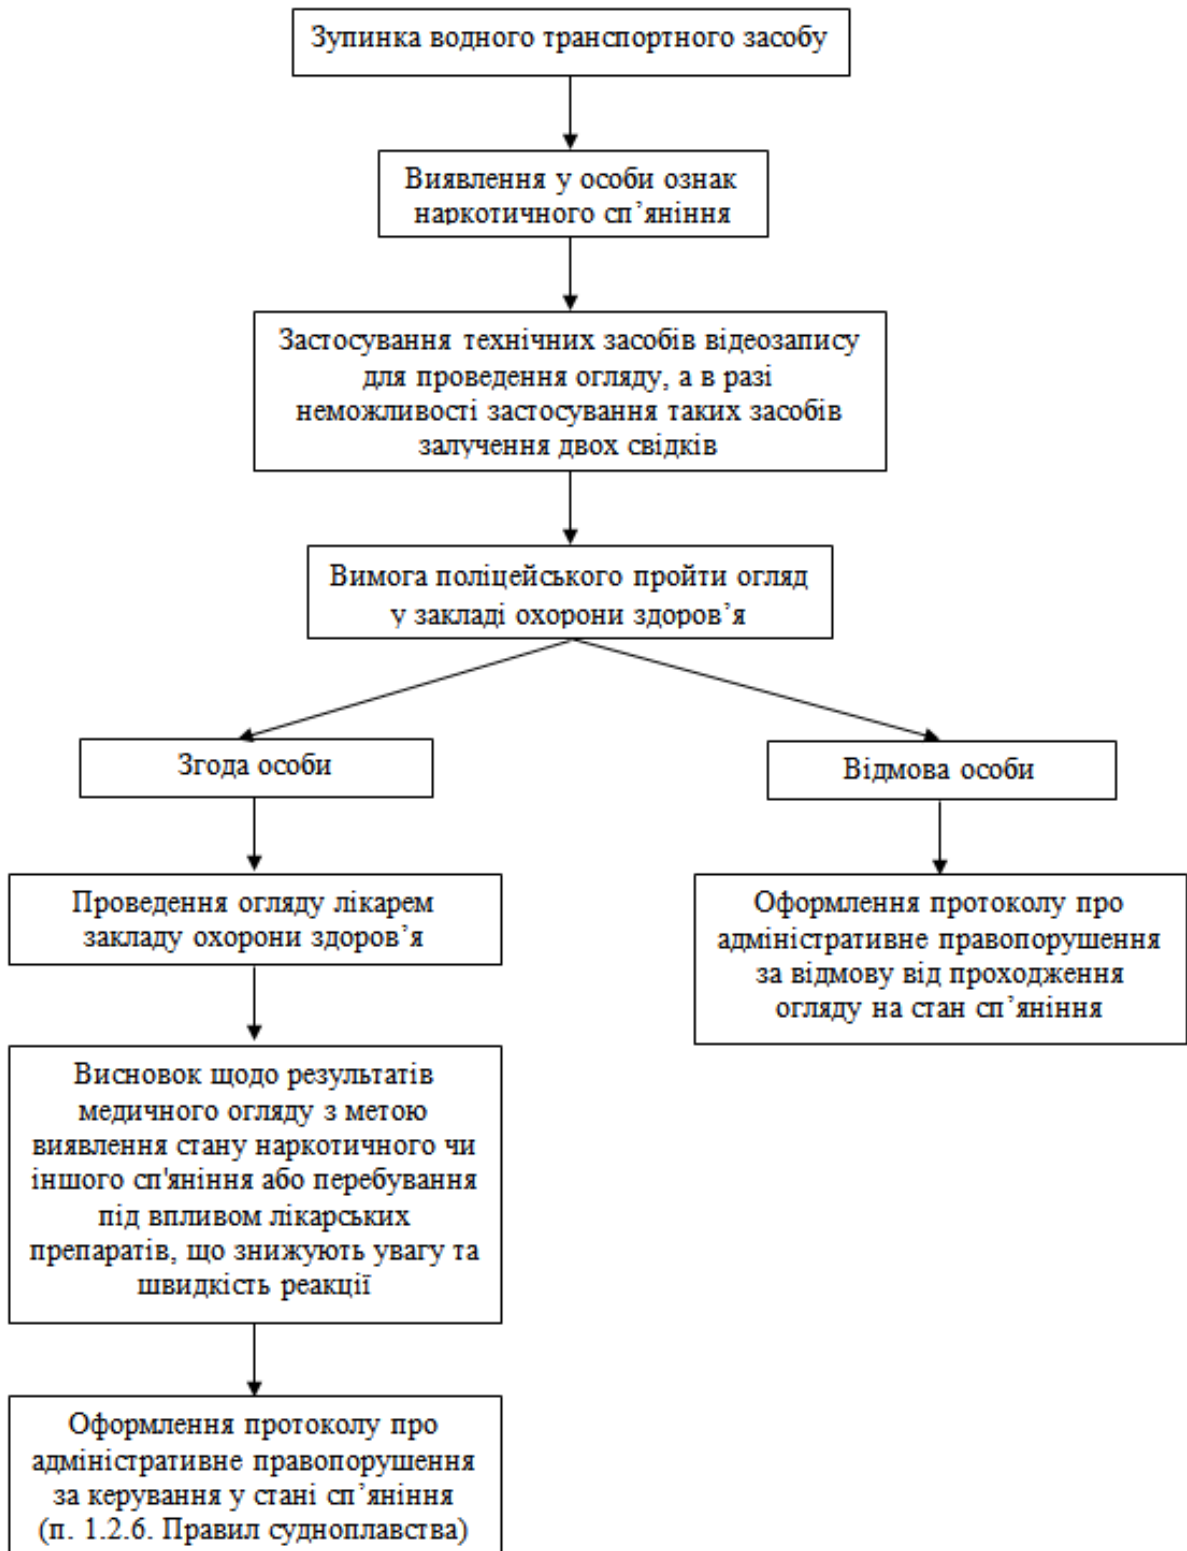 Зупинка водного транспортного засобу
Виявлення у особи ознак
наркотичного сп’яніння
Застосування технічних засобів відеозапису
для проведення огляду, а в разі
неможливості застосування таких засобів
залучення двох свідків
Вимога поліцейського пройти огляд
у закладі охорони здоров’я
Згода особи
Відмова особи
Проведення огляду лікарем
закладу охорони здоров’я
Оформлення протоколу про
адміністративне правопорушення
за відмову від проходження
огляду на стан сп’яніння
Висновок щодо результатів
медичного огляду з метою
виявлення стану наркотичного чи
іншого сп'яніння або перебування
під впливом лікарських
препаратів, що знижують увагу та
швидкість реакції
Оформлення протоколу про
адміністративне правопорушення
за керування у стані сп’яніння
(п. 1.2.6. Правил судноплавства)